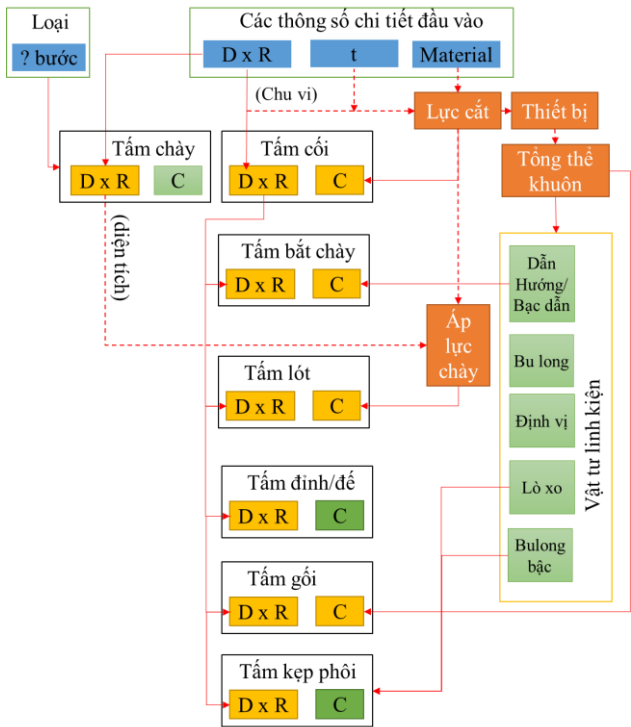 Loại
? bước
Các thông số chi tiết đầu vào
D x R
t
Material
(Chu vi)
Lực cắt
Thiết bị
Tổng thể
khuôn
Tấm chày
D x R
C
Tấm cối
D x R
C
(diện tích)
Tấm bắt chày
D x R
C
Áp
lực
chày
Tấm lót
D x R
C
Tấm đỉnh/đế
D x R
C
Tấm gối
D x R
C
Tấm kẹp phôi
D x R
C
Dẫn
Hướng/
Bạc dẫn
Bu long
Định vị
Lò xo
Bulong
bậc
Vật tư linh kiện